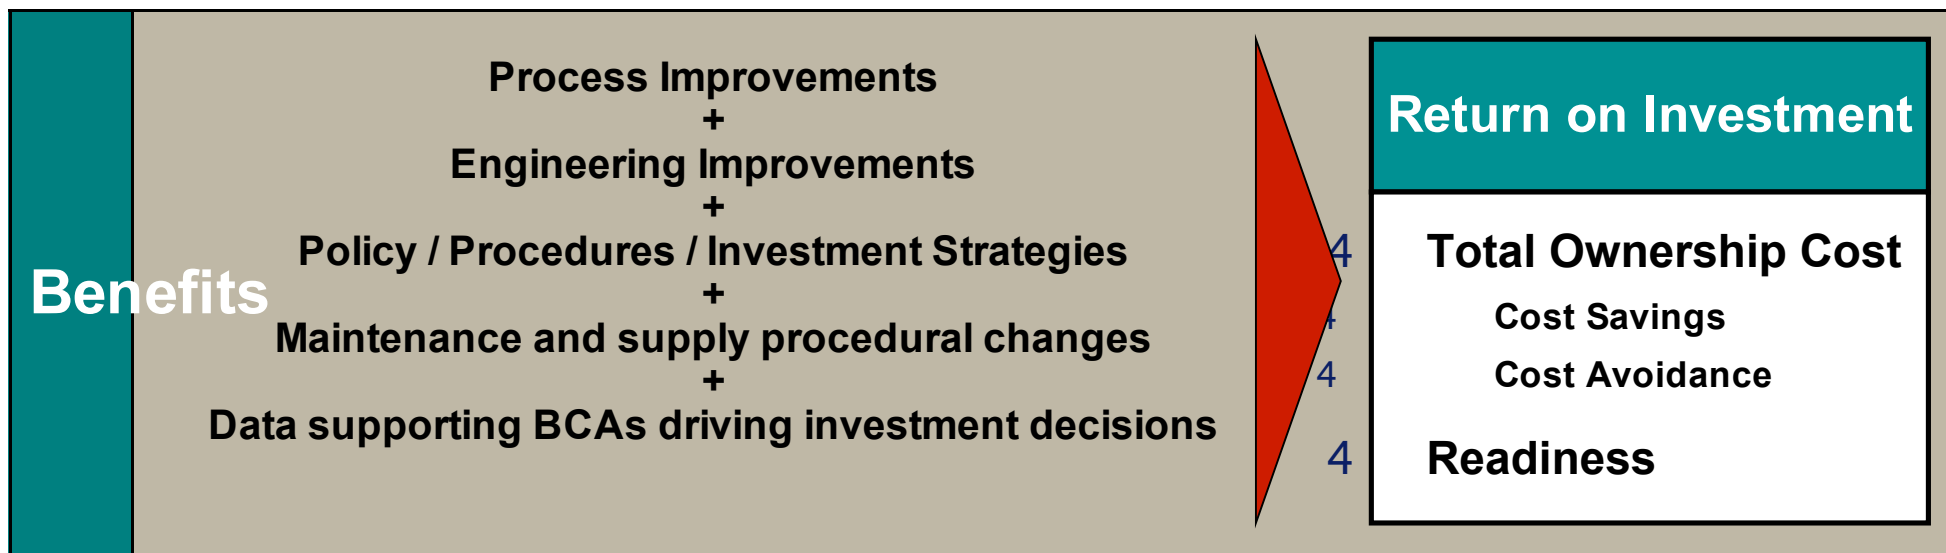 Benefits
Process Improvements
+
Engineering Improvements
+
Policy / Procedures / Investment Strategies
+
Maintenance and supply procedural changes
+
Data supporting BCAs driving investment decisions
Return on Investment
4 Total Ownership Cost
4 Cost Savings
4 Cost Avoidance
4 Readiness